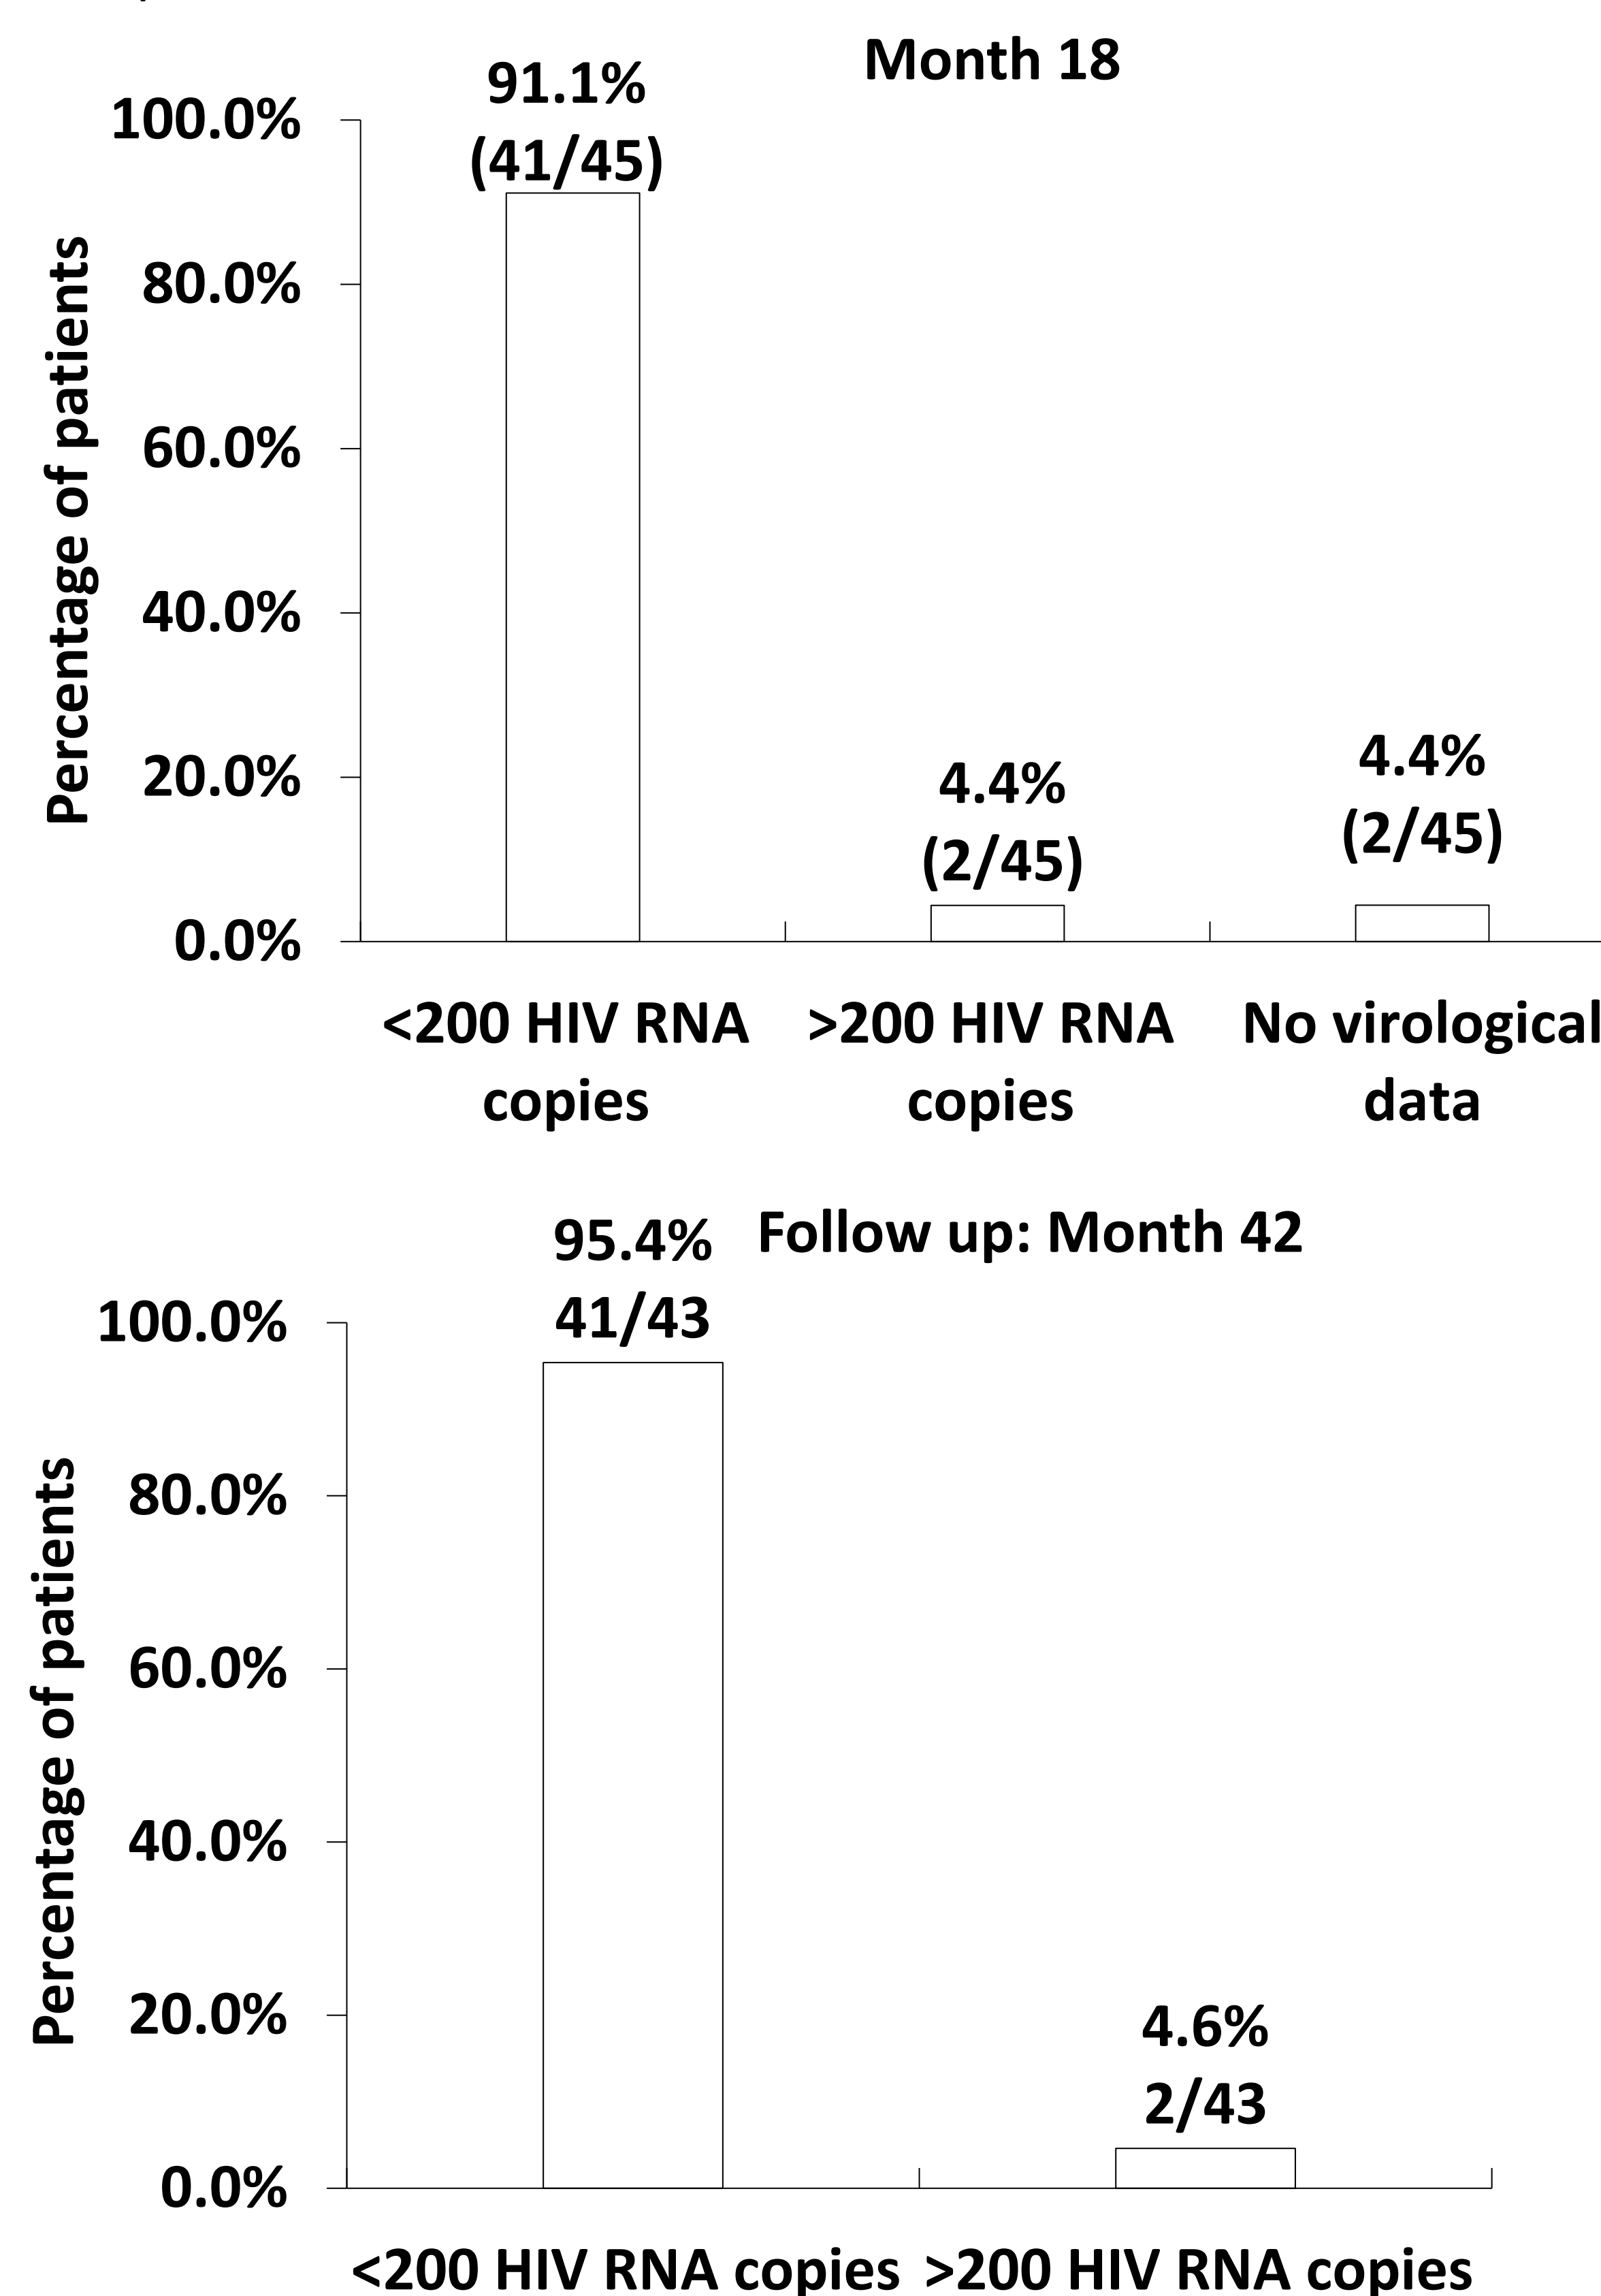 Month 18
91.1%
(41/45)
100.0%
80.0%
60.0%
40.0%
20.0%
0.0%
Percentage of patients
4.4%
(2/45)
4.4%
(2/45)
<200 HIV RNA
copies
>200 HIV RNA
copies
No virological
data
Follow up: Month 42
95.4%
41/43
100.0%
80.0%
60.0%
40.0%
20.0%
0.0%
Percentage of patients
4.6%
2/43
<200 HIV RNA copies
>200 HIV RNA copies